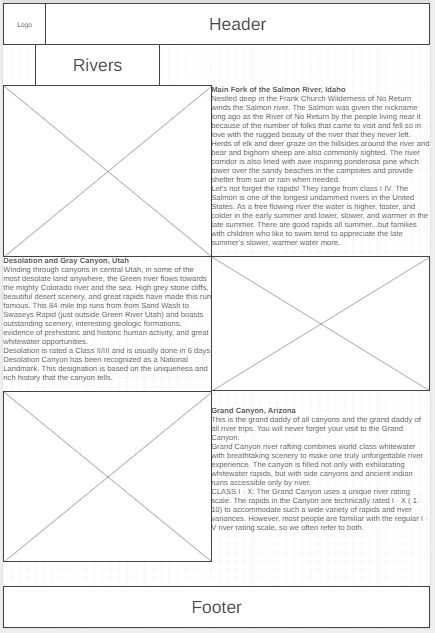 Logo
Header
Rivers
Main Fork of the Salmon River, Idaho
Nestled deep in the Frank Church Wilderness of No Return
winds the Salmon river. The Salmon was given the nickname
long ago as the River of No Return by the people living near it
because of the number of folks that came to visit and fell so in
love with the rugged beauty of the river that they never left.
Herds of elk and deer graze on the hillsides around the river and
bear and bighorn sheep are also commonly sighted. The river
corridor is also lined with awe inspiring ponderosa pine which
tower over the sandy beaches in the campsites and provide
shelter from sun or rain when needed.
Let's not forget the rapids! They range from class I-IV. The
Salmon is one of the longest undammed rivers in the United
States. As a free flowing river the water is higher, faster, and
colder in the early summer and lower, slower, and warmer in the
late summer. There are good rapids all summer...but families
with children who like to swim tend to appreciate the late
summer's slower, warmer water more.
Desolation and Gray Canyon, Utah
Winding through canyons in central Utah, in some of the
most desolate land anywhere, the Green river flows towards
the mighty Colorado river and the sea. High grey stone cliffs,
beautiful desert scenery, and great rapids have made this run
famous. This 84 mile trip runs from from Sand Wash to
Swaseys Rapid (just outside Green River Utah) and boasts
outstanding scenery, interesting geologic formations,
evidence of prehistoric and historic human activity, and great
whitewater opportunities.
Desolation is rated a Class II/III and is usually done in 6 days.
Desolation Canyon has been recognized as a National
Landmark. This designation is based on the uniqueness and
rich history that the canyon tells.
Grand Canyon, Arizona
This is the grand daddy of all canyons and the grand daddy of
all river trips. You will never forget your visit to the Grand
Canyon.
Grand Canyon river rafting combines world-class whitewater
with breathtaking scenery to make one truly unforgettable river
experience. The canyon is filled not only with exhilarating
whitewater rapids, but with side canyons and ancient indian
ruins accessible only by river.
CLASS I - X: The Grand Canyon uses a unique river rating
scale. The rapids in the Canyon are technically rated I - X ( 1 -
10) to accommodate such a wide variety of rapids and river
variances. However, most people are familiar with the regular I -
V river rating scale, so we often refer to both.
Footer